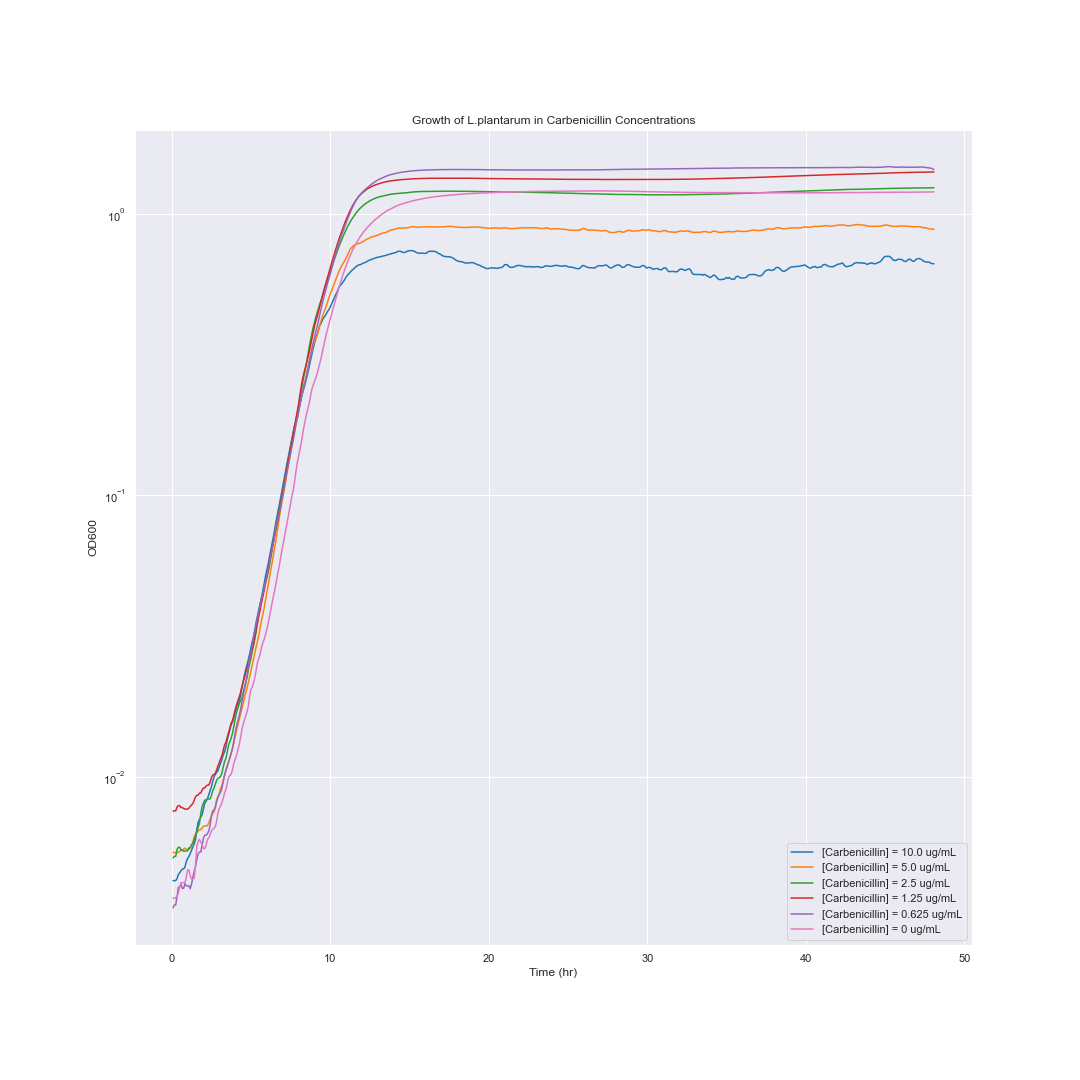 Growth of L.plantarum in Carbenicillin Concentrations
10⁰
10⁻¹
OD600
10⁻²
[Carbenicillin] = 10.0 ug/mL
[Carbenicillin] = 5.0 ug/mL
[Carbenicillin] = 2.5 ug/mL
[Carbenicillin] = 1.25 ug/mL
[Carbenicillin] = 0.625 ug/mL
[Carbenicillin] = 0 ug/mL
0 10 20 30 40 50
Time (hr)